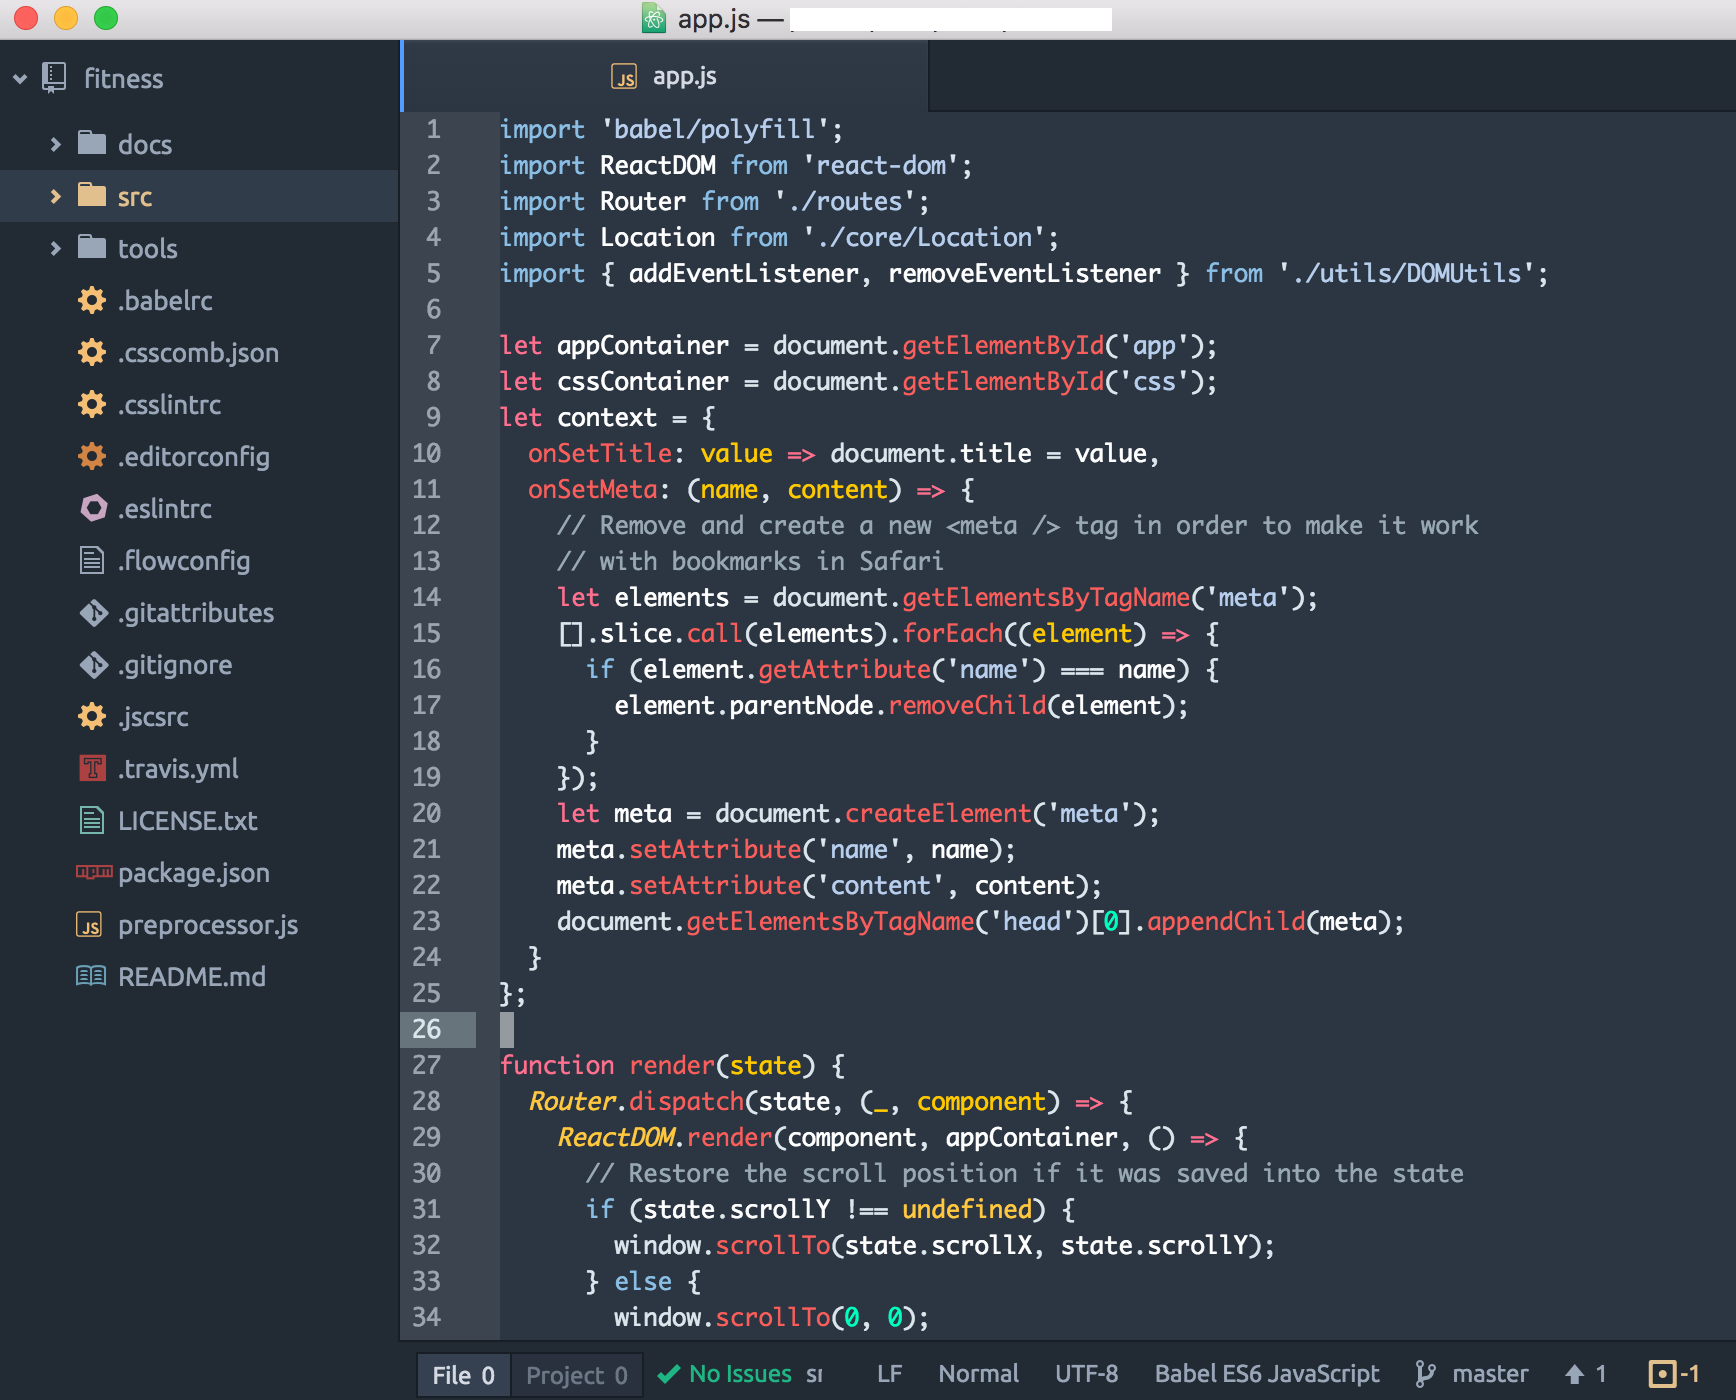 app.js —
fitness
docs
src
tools
.babelrc
.csscomb.json
.csslintrc
.editorconfig
.eslintrc
.flowconfig
.gitattributes
.gitignore
.jscsrc
.travis.yml
LICENSE.txt
package.json
JS preprocessor.js
README.md
JS app.js
1 import 'babel/polyfill';
2 import ReactDOM from 'react-dom';
3 import Router from './routes';
4 import Location from './core/Location';
5 import { addEventListener, removeEventListener } from './utils/DOMUtils';
6
7 let appContainer = document.getElementById('app');
8 let cssContainer = document.getElementById('css');
9 let context = {
10   onSetTitle: value => document.title = value,
11   onSetMeta: (name, content) => {
12     // Remove and create a new <meta /> tag in order to make it work
13     // with bookmarks in Safari
14     let elements = document.getElementsByTagName('meta');
15     [].slice.call(elements).forEach((element) => {
16       if (element.getAttribute('name') === name) {
17         element.parentNode.removeChild(element);
18       }
19     });
20     let meta = document.createElement('meta');
21     meta.setAttribute('name', name);
22     meta.setAttribute('content', content);
23     document.getElementsByTagName('head')[0].appendChild(meta);
24   }
25 };
26
27 function render(state) {
28   Router.dispatch(state, (_, component) => {
29     ReactDOM.render(component, appContainer, () => {
30       // Restore the scroll position if it was saved into the state
31       if (state.scrollY !== undefined) {
32         window.scrollTo(state.scrollX, state.scrollY);
33       } else {
34         window.scrollTo(0, 0);
File 0 Project 0 No Issues LF Normal UTF-8 Babel ES6 JavaScript master 1 -1